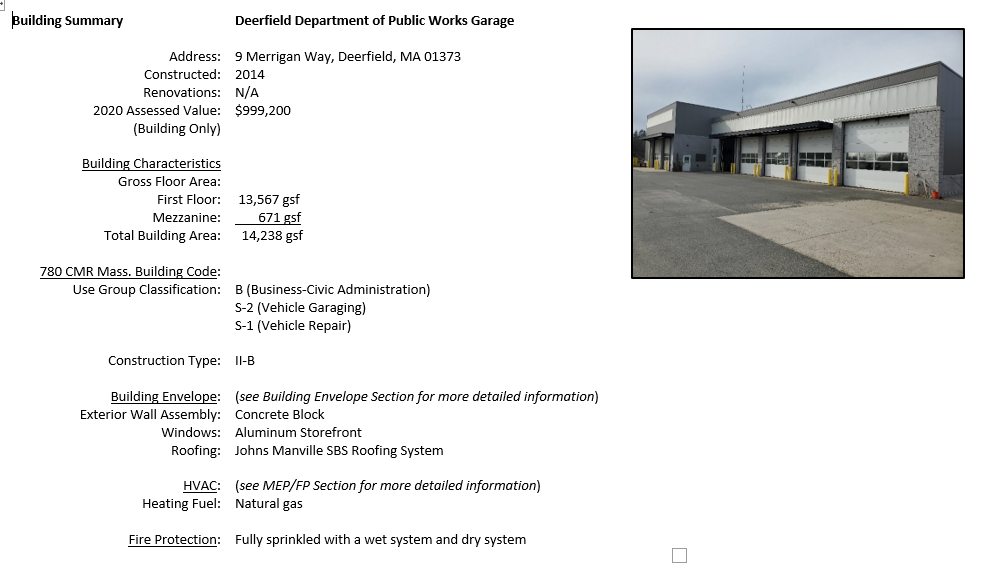 Building Summary Deerfield Department of Public Works Garage
Address: 9 Merrigan Way, Deerfield, MA 01373
Constructed: 2014
Renovations: N/A
2020 Assessed Value: $999,200
(Building Only)
Building Characteristics
Gross Floor Area:
First Floor: 13,567 gsf
Mezzanine: 671 gsf
Total Building Area: 14,238 gsf
780 CMR Mass. Building Code:
Use Group Classification: B (Business-Civic Administration)
S-2 (Vehicle Garaging)
S-1 (Vehicle Repair)
Construction Type: II-B
Building Envelope: (see Building Envelope Section for more detailed information)
Exterior Wall Assembly: Concrete Block
Windows: Aluminum Storefront
Roofing: Johns Manville SBS Roofing System
HVAC: (see MEP/FP Section for more detailed information)
Heating Fuel: Natural gas
Fire Protection: Fully sprinkled with a wet system and dry system